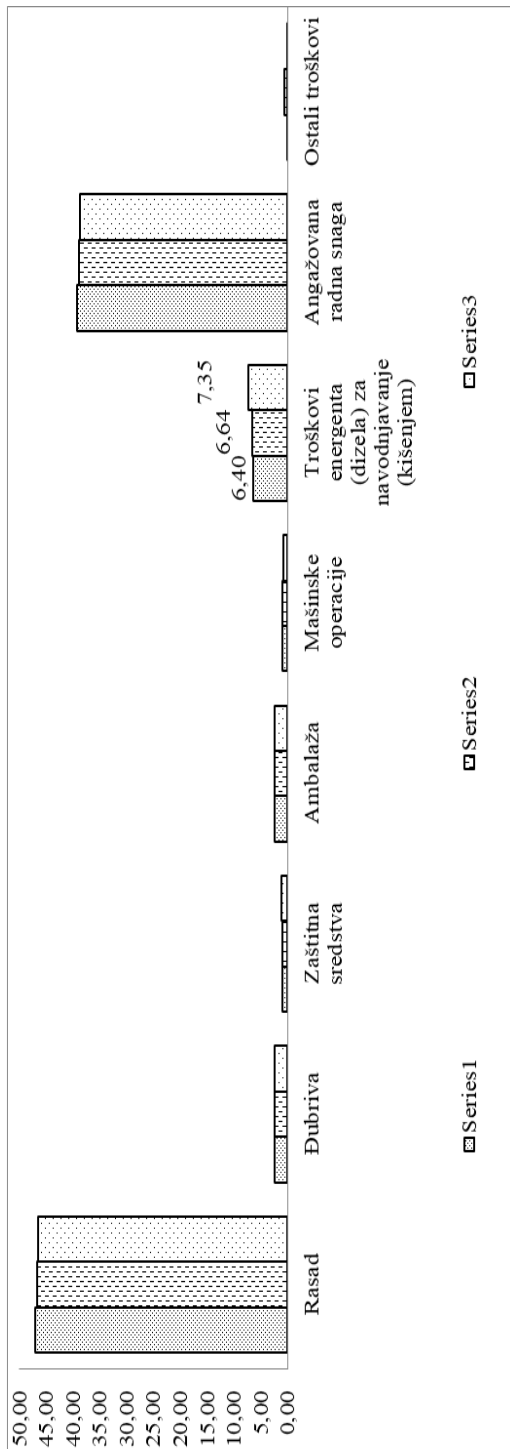 50,00
45,00
40,00
35,00
30,00
25,00
20,00
15,00
10,00
5,00
0,00
6,40
6,64
7,35
Rasad
Đubriva
Zaštitna
sredstva
Ambalaža
Mašinske
operacije
Troškovi
energenta
(dizela) za
navodnjavanje
(kišenjem)
Angažovana
radna snaga
Ostali troškovi
Series1
Series2
Series3